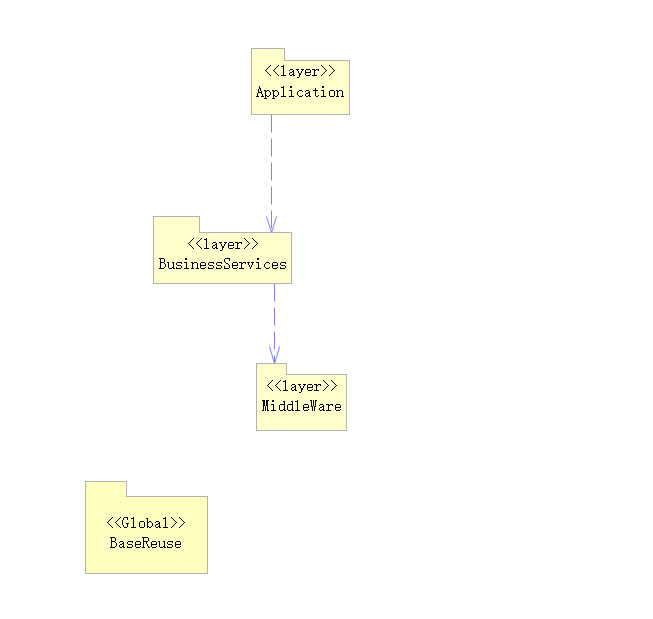 <<layer>>
Application
<<layer>>
BusinessServices
<<layer>>
MiddleWare
<<Global>>
BaseReuse